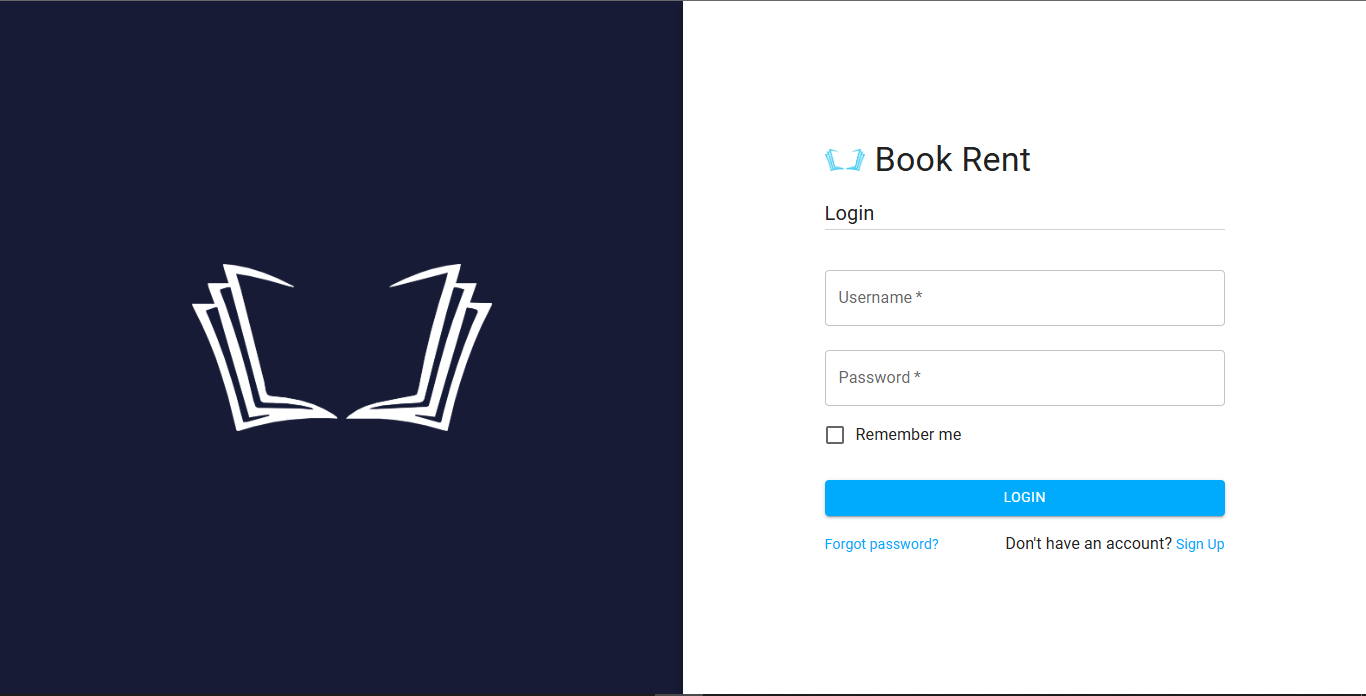 Book Rent
Login
Username *
Password *
Remember me
LOGIN
Forgot password? Don't have an account? Sign Up